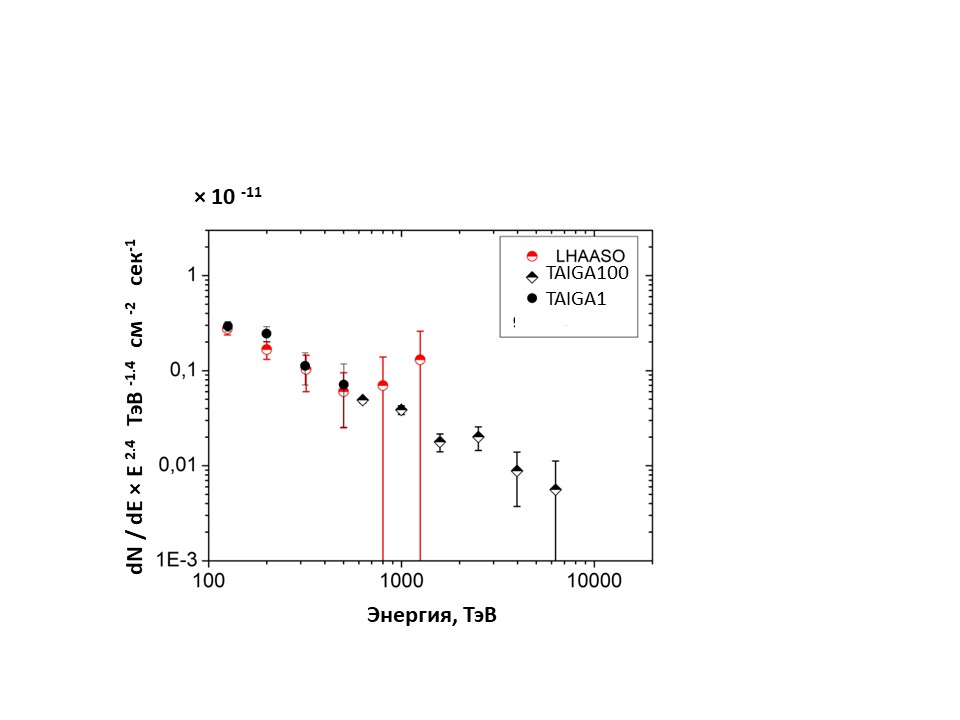 × 10 -11
dN / dE × E 2.4 ТэВ -1.4 см -2 сек-1
1
0,1
0,01
1E-3
100
1000
10000
Энергия, ТэВ
LHAASO
TAIGA100
TAIGA1